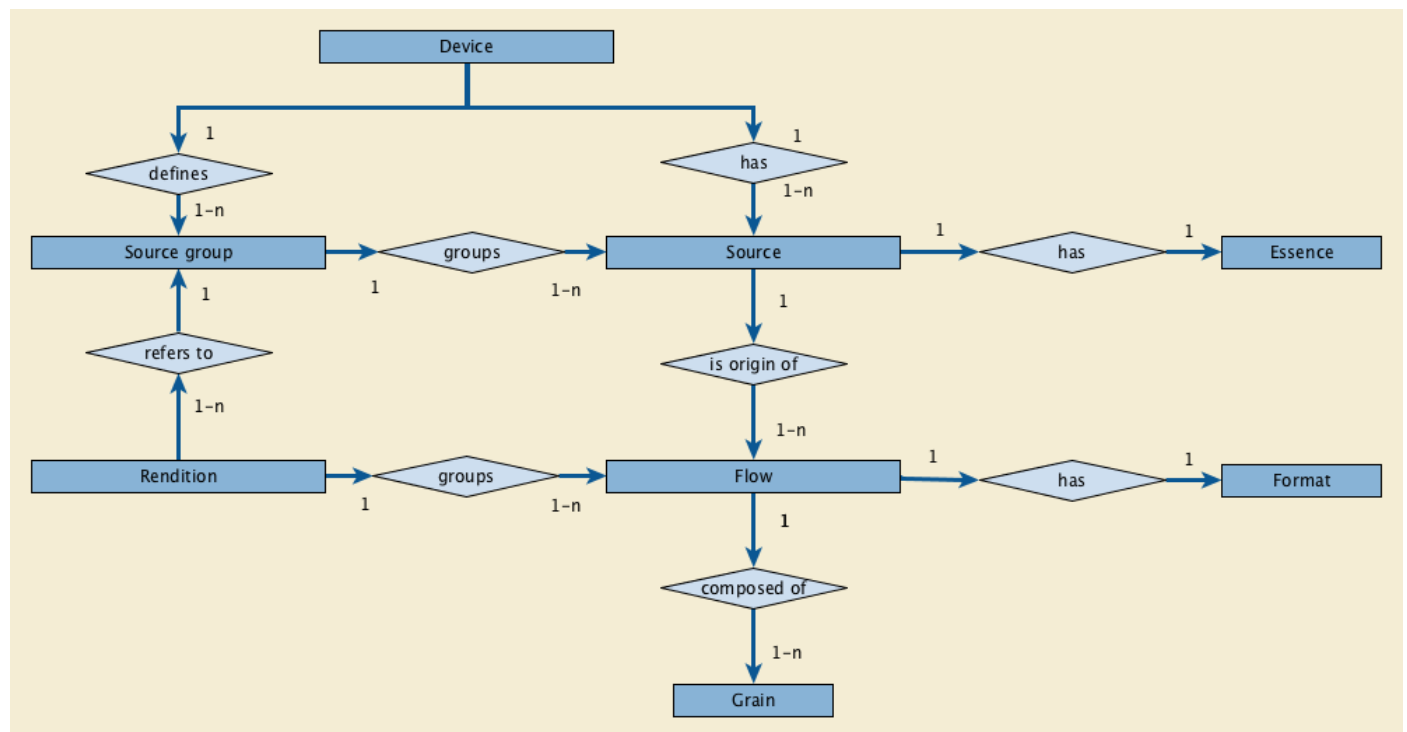 Device
1
1
defines
has
1-n
1-n
Source group
groups
Source
1
has
1
Essence
1
1-n
1
1
refers to
is origin of
1-n
1-n
Rendition
groups
Flow
1
has
1
Format
1
1-n
1
composed of
1-n
Grain